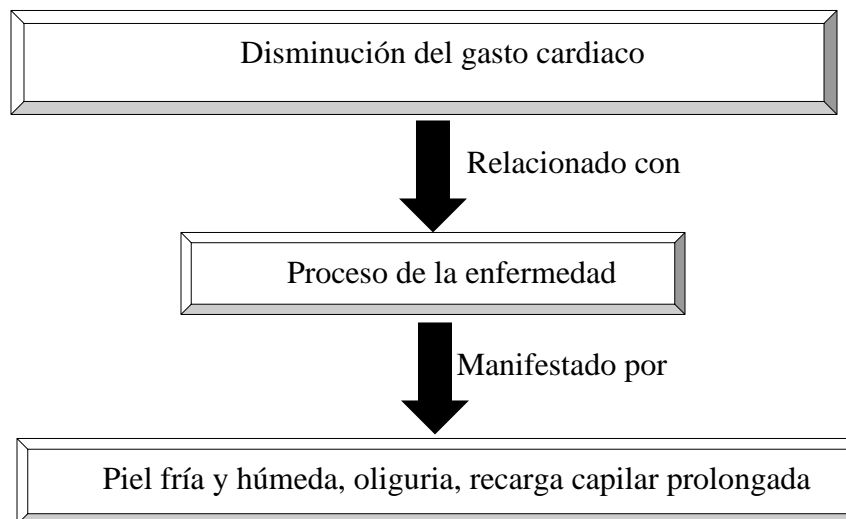 Disminución del gasto cardiaco
Relacionado con
Proceso de la enfermedad
Manifestado por
Piel fría y húmeda, oliguria, recarga capilar prolongada